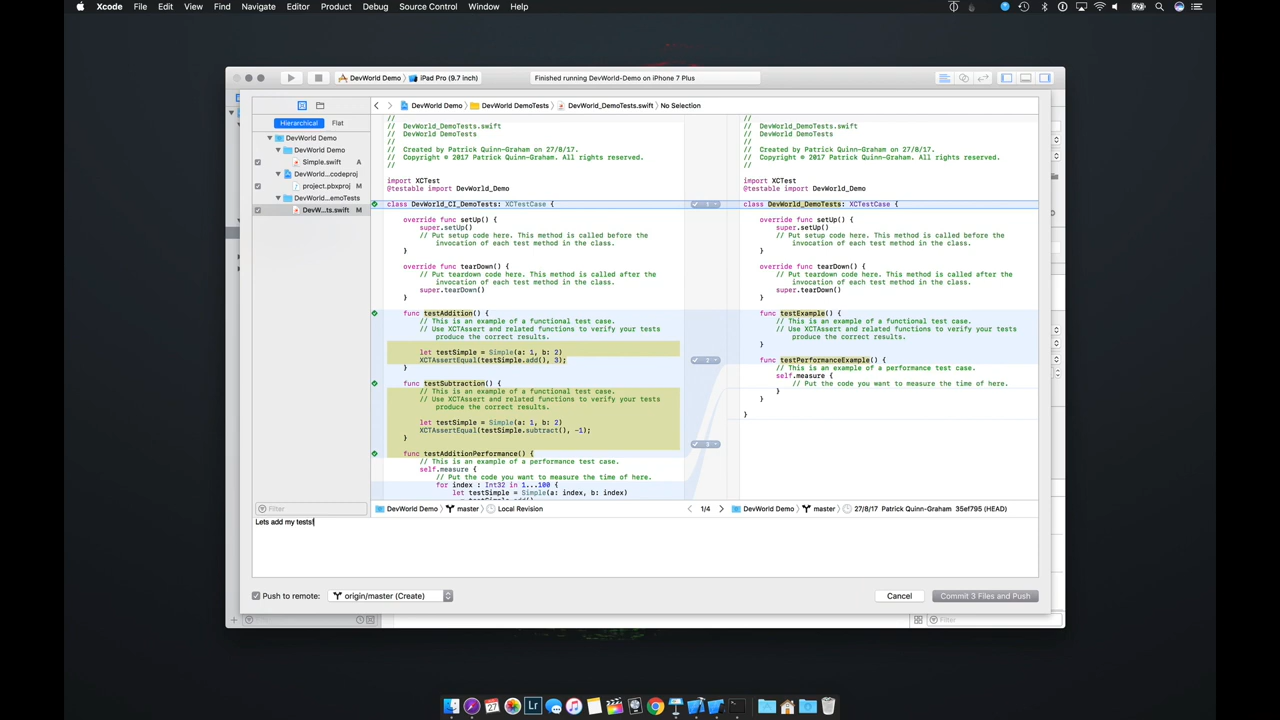 Xcode File Edit View Find Navigate Editor Product Debug Source Control Window Help
DevWorld Demo iPad Pro (9.7 inch)
Finished running DevWorld-Demo on iPhone 7 Plus
DevWorld Demo DevWorld DemoTests DevWorld_DemoTests.swift No Selection
Hierarchical Flat
DevWorld Demo
DevWorld Demo
Simple.swift A
DevWorld...codeproj
project.pbxproj M
DevWorld...emoTests
DevW...ts.swift M
Filter
//
// DevWorld_DemoTests.swift
// DevWorld DemoTests
//
// Created by Patrick Quinn-Graham on 27/8/17.
// Copyright © 2017 Patrick Quinn-Graham. All rights reserved.
//
import XCTest
@testable import DevWorld_Demo
class DevWorld_CI_DemoTests: XCTestCase {
override func setUp() {
super.setUp()
// Put setup code here. This method is called before the
invocation of each test method in the class.
}
override func tearDown() {
// Put teardown code here. This method is called after the
invocation of each test method in the class.
super.tearDown()
}
func testAddition() {
// This is an example of a functional test case.
// Use XCTAssert and related functions to verify your tests
produce the correct results.
let testSimple = Simple(a: 1, b: 2)
XCTAssertEqual(testSimple.add(), 3);
}
func testSubtraction() {
// This is an example of a functional test case.
// Use XCTAssert and related functions to verify your tests
produce the correct results.
let testSimple = Simple(a: 1, b: 2)
XCTAssertEqual(testSimple.subtract(), -1);
}
func testAdditionPerformance() {
// This is an example of a performance test case.
self.measure {
// Put the code you want to measure the time of here.
for index : Int32 in 1...100 {
let testSimple = Simple(a: index, b: index)
//
// DevWorld_DemoTests.swift
// DevWorld DemoTests
//
// Created by Patrick Quinn-Graham on 27/8/17.
// Copyright © 2017 Patrick Quinn-Graham. All rights reserved.
//
import XCTest
@testable import DevWorld_Demo
class DevWorld_DemoTests: XCTestCase {
override func setUp() {
super.setUp()
// Put setup code here. This method is called before the
invocation of each test method in the class.
}
override func tearDown() {
// Put teardown code here. This method is called after the
invocation of each test method in the class.
super.tearDown()
}
func testExample() {
// This is an example of a functional test case.
// Use XCTAssert and related functions to verify your tests
produce the correct results.
}
func testPerformanceExample() {
// This is an example of a performance test case.
self.measure {
// Put the code you want to measure the time of here.
}
}
}
DevWorld Demo master Local Revision
1/4
DevWorld Demo master 27/8/17 Patrick Quinn-Graham 35ef795 (HEAD)
Lets add my tests!
Push to remote: origin/master (Create)
Cancel Commit 3 Files and Push
Filter
27
Lr